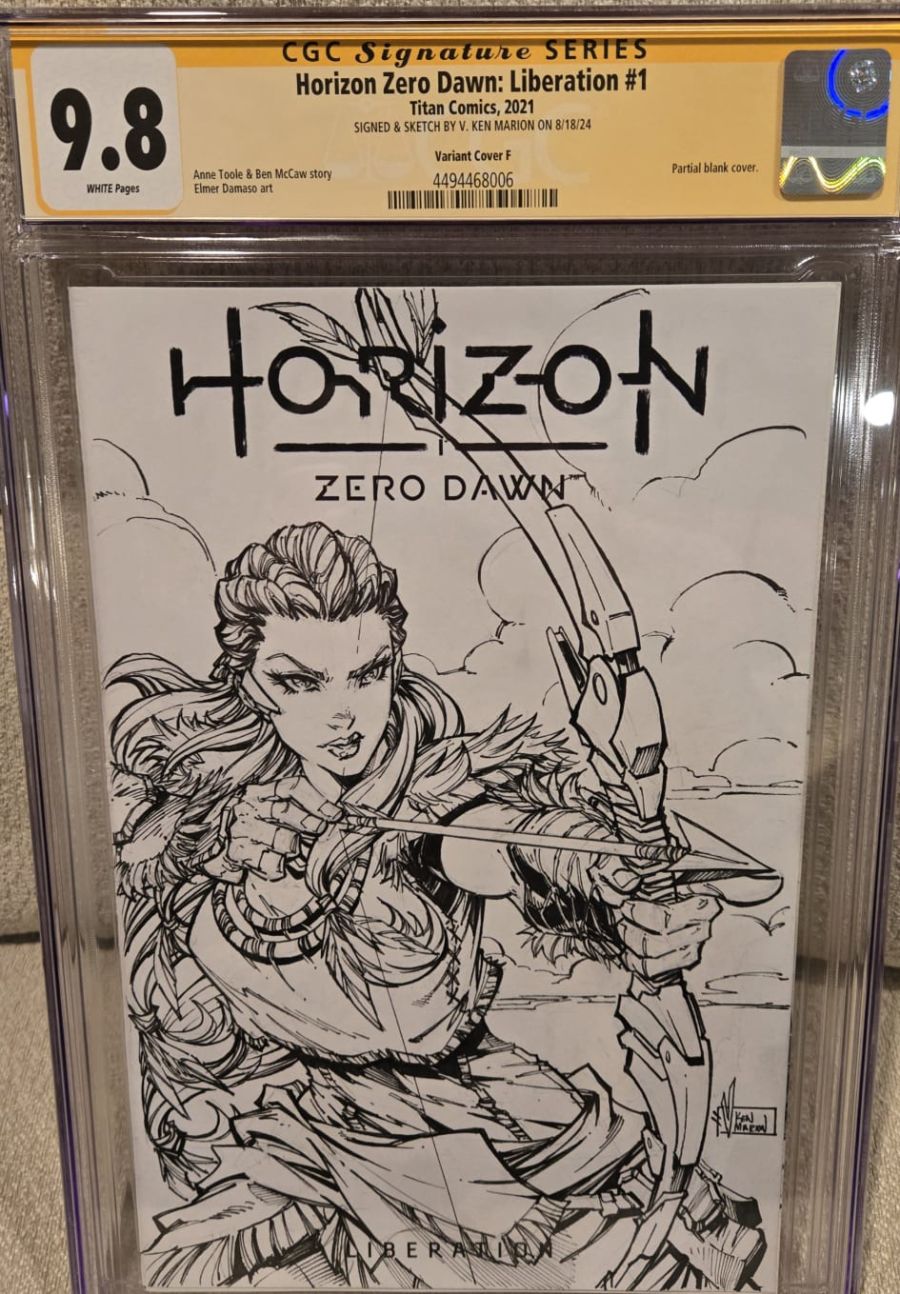 CGC Signature SERIES
Horizon Zero Dawn: Liberation #1
Titan Comics, 2021
SIGNED & SKETCH BY V. KEN MARION ON 8/18/24
9.8
WHITE Pages
Variant Cover F
Anne Toole & Ben McCaw story
Elmer Damaso art
4494468006
Partial blank cover.
HORiZON
ZERO DAWN™
KEN
MARION
LIBERATION